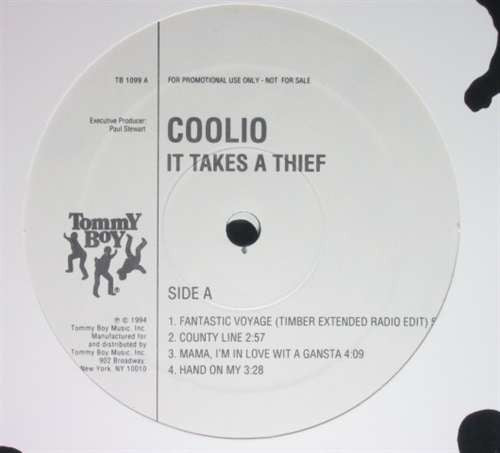 TB 1099 A
FOR PROMOTIONAL USE ONLY - NOT FOR SALE
Executive Producer:
Paul Stewart
COOLIO
IT TAKES A THIEF
TOMMY
BOY
SIDE A
1. FANTASTIC VOYAGE (TIMBER EXTENDED RADIO EDIT)
2. COUNTY LINE 2:57
3. MAMA, I'M IN LOVE WIT A GANSTA 4:09
4. HAND ON MY 3:28
℗ © 1994
Tommy Boy Music, Inc.
Manufactured for
and distributed by
Tommy Boy Music, Inc.
902 Broadway,
New York, NY 10010